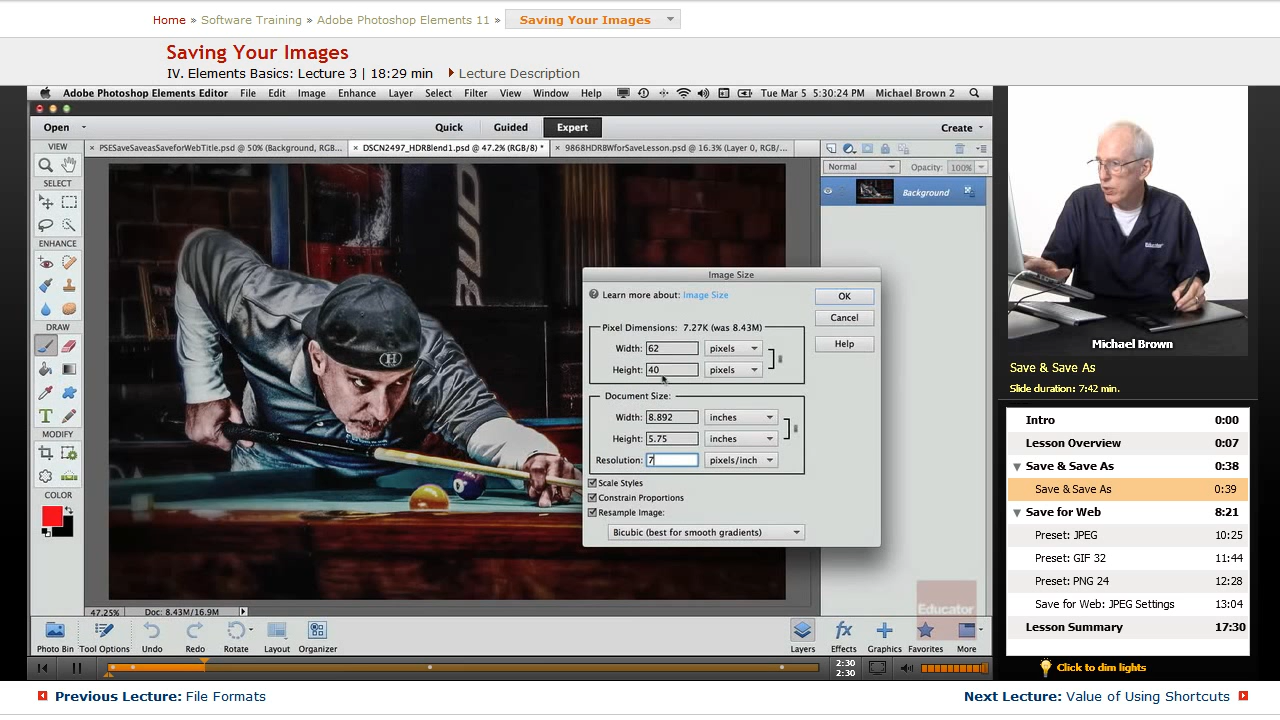 Home » Software Training » Adobe Photoshop Elements 11 » Saving Your Images
Saving Your Images
IV. Elements Basics: Lecture 3 | 18:29 min Lecture Description
Adobe Photoshop Elements Editor File Edit Image Enhance Layer Select Filter View Window Help Tue Mar 5 5:30:24 PM Michael Brown 2
Open Quick Guided Expert Create
VIEW
× PSESaveSaveasSaveforWebTitle.psd @ 50% (Background, RGB... × DSCN2497_HDRBlend1.psd @ 47.2% (RGB/8) * × 9868HDRBWforSaveLesson.psd @ 16.3% (Layer 0, RGB/...
Normal Opacity: 100%
Background
SELECT
ENHANCE
DRAW
MODIFY
COLOR
BUD
H
Image Size
Learn more about: Image Size
OK
Cancel
Help
Pixel Dimensions: 7.27K (was 8.43M)
Width: 62 pixels
Height: 40 pixels
Document Size:
Width: 8.892 inches
Height: 5.75 inches
Resolution: 7 pixels/inch
Scale Styles
Constrain Proportions
Resample Image:
Bicubic (best for smooth gradients)
Educator
47.25% Doc: 8.43M/16.9M
Photo Bin Tool Options Undo Redo Rotate Layout Organizer Layers Effects Graphics Favorites More
2:30
2:30
Educator
Michael Brown
Save & Save As
Slide duration: 7:42 min.
Intro 0:00
Lesson Overview 0:07
Save & Save As 0:38
Save & Save As 0:39
Save for Web 8:21
Preset: JPEG 10:25
Preset: GIF 32 11:44
Preset: PNG 24 12:28
Save for Web: JPEG Settings 13:04
Lesson Summary 17:30
Click to dim lights
Previous Lecture: File Formats
Next Lecture: Value of Using Shortcuts